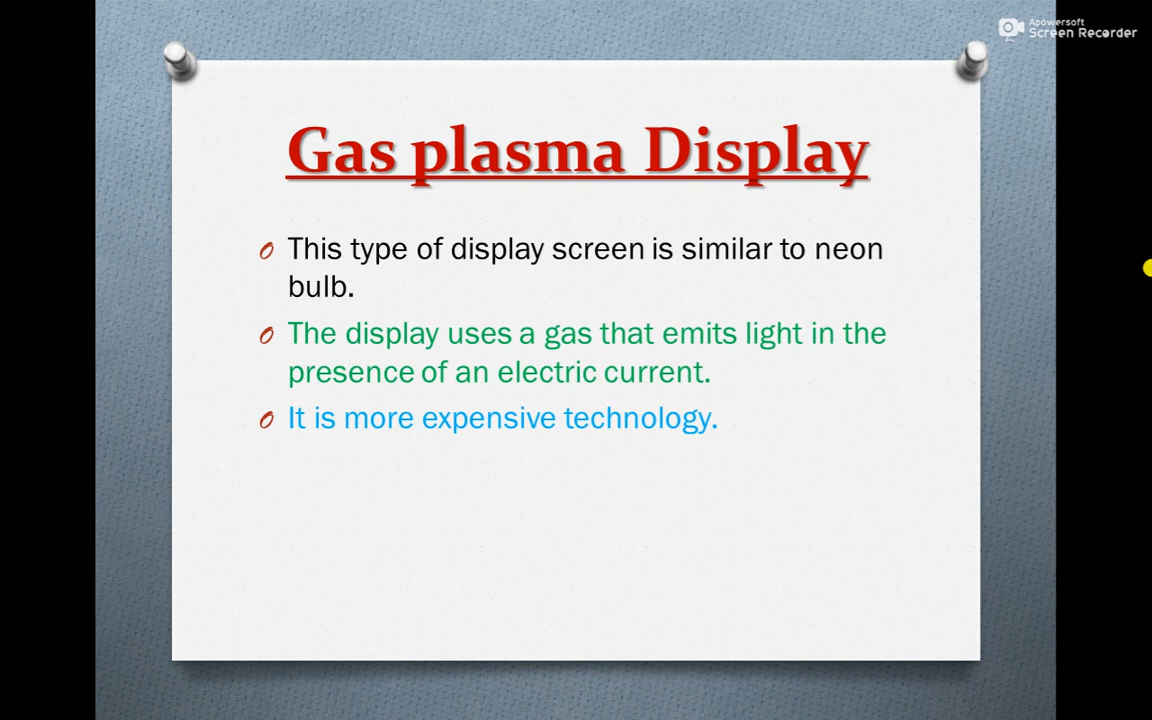 Apowersoft
Screen Recorder
Gas plasma Display
This type of display screen is similar to neon
bulb.
The display uses a gas that emits light in the
presence of an electric current.
It is more expensive technology.